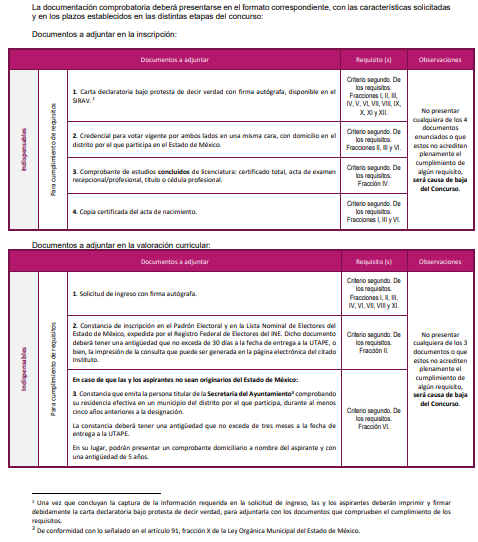 La documentación comprobatoria deberá presentarse en el formato correspondiente, con las características solicitadas
y en los plazos establecidos en las distintas etapas del concurso:
Documentos a adjuntar en la inscripción:
Documentos a adjuntar
Requisito (s)
Observaciones
Indispensables
Para cumplimiento de requisitos
1. Carta declaratoria bajo protesta de decir verdad con firma autógrafa, disponible en el
SIRAV. ²
Criterio segundo. De
los requisitos.
Fracciones I, II, III,
IV, V, VI, VII, VIII, IX,
X, XI y XII.
2. Credencial para votar vigente por ambos lados en una misma cara, con domicilio en el
distrito por el que participa en el Estado de México.
Criterio segundo. De
los requisitos.
Fracciones II, III y VI.
3. Comprobante de estudios concluidos de licenciatura: certificado total, acta de examen
recepcional/profesional, título o cédula profesional.
Criterio segundo. De
los requisitos.
Fracción IV.
4. Copia certificada del acta de nacimiento.
Criterio segundo. De
los requisitos.
Fracciones I, III y VI.
No presentar
cualquiera de los 4
documentos
enunciados o que
estos no acrediten
plenamente el
cumplimiento de
algún requisito,
será causa de baja
del Concurso.
Documentos a adjuntar en la valoración curricular:
Documentos a adjuntar
Requisito (s)
Observaciones
Indispensables
Para cumplimiento de requisitos
1. Solicitud de ingreso con firma autógrafa.
Criterio segundo. De
los requisitos.
Fracciones I, II, III,
IV, VI, VII, VIII y XI.
2. Constancia de inscripción en el Padrón Electoral y en la Lista Nominal de Electores del
Estado de México, expedida por el Registro Federal de Electores del INE. Dicho documento
deberá tener una antigüedad que no exceda de 30 días a la fecha de entrega a la UTAPE, o
bien, la impresión de la consulta que puede ser generada en la página electrónica del citado
Instituto.
Criterio segundo. De
los requisitos.
Fracción II.
En caso de que las y los aspirantes no sean originarios del Estado de México:
3. Constancia que emita la persona titular de la Secretaría del Ayuntamiento³ comprobando
su residencia efectiva en un municipio del distrito por el que participa, durante al menos
cinco años anteriores a la designación.
La constancia deberá tener una antigüedad que no exceda de tres meses a la fecha de
entrega a la UTAPE.
En su lugar, podrán presentar un comprobante domiciliario a nombre del aspirante y con
una antigüedad de 5 años.
Criterio segundo. De
los requisitos.
Fracción VI.
No presentar
cualquiera de los 3
documentos o que
estos no acrediten
plenamente el
cumplimiento de
algún requisito,
será causa de baja
del Concurso.
² Una vez que concluyan la captura de la información requerida en la solicitud de ingreso, las y los aspirantes deberán imprimir y firmar
debidamente la carta declaratoria bajo protesta de decir verdad, para adjuntarla con los documentos que comprueben el cumplimiento de los
requisitos.
³ De conformidad con lo señalado en el artículo 91, fracción X de la Ley Orgánica Municipal del Estado de México.